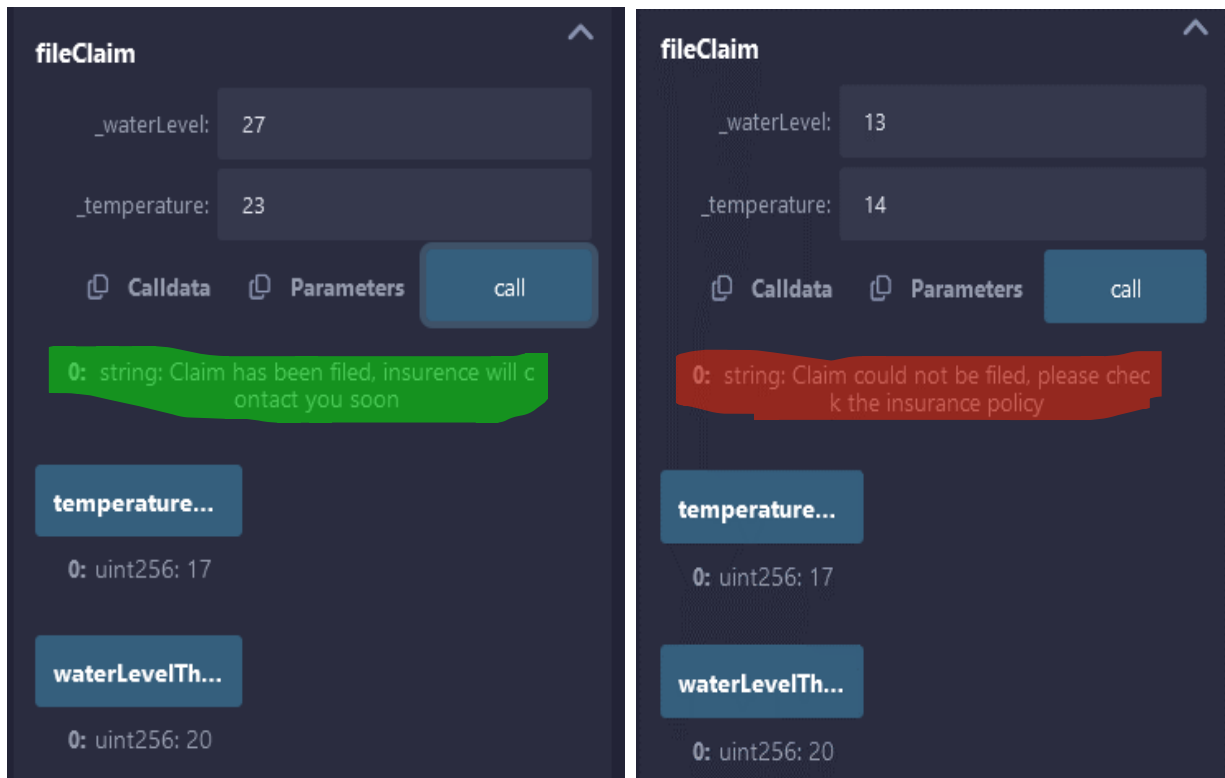 fileClaim
_waterLevel: 27
_temperature: 23
Calldata Parameters call
0: string: Claim has been filed, insurence will c
ontact you soon
temperature...
0: uint256: 17
waterLevelTh...
0: uint256: 20
fileClaim
_waterLevel: 13
_temperature: 14
Calldata Parameters call
0: string: Claim could not be filed, please chec
k the insurance policy
temperature...
0: uint256: 17
waterLevelTh...
0: uint256: 20